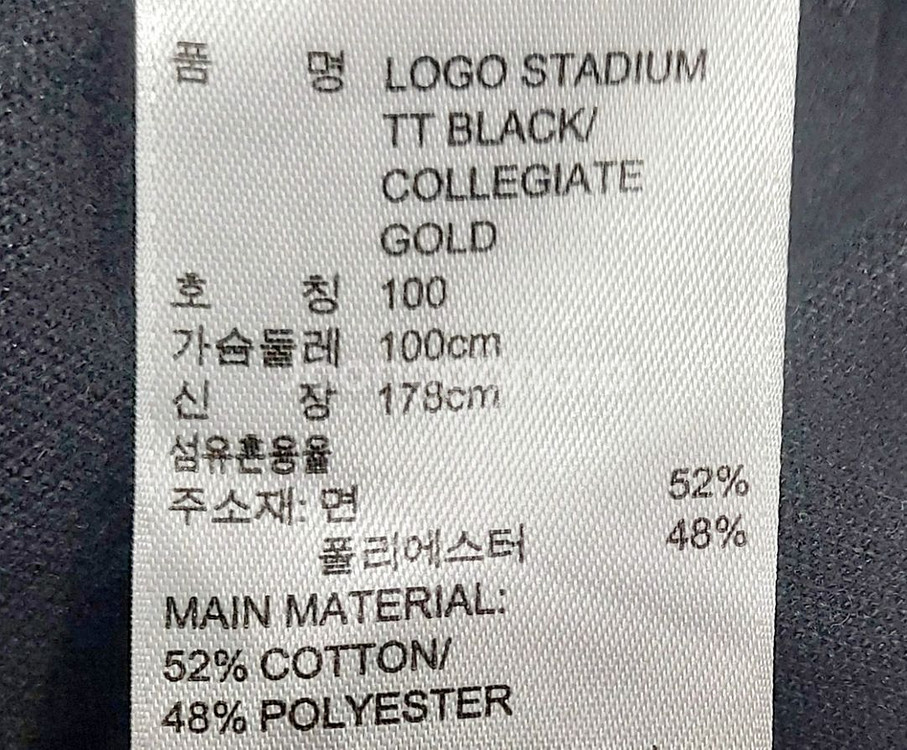 품 명 LOGO STADIUM
TT BLACK/
COLLEGIATE
GOLD
호 칭 100
가슴둘레 100cm
신 장 178cm
섬유혼용율
주소재: 면 52%
폴리에스터 48%
MAIN MATERIAL:
52% COTTON/
48% POLYESTER